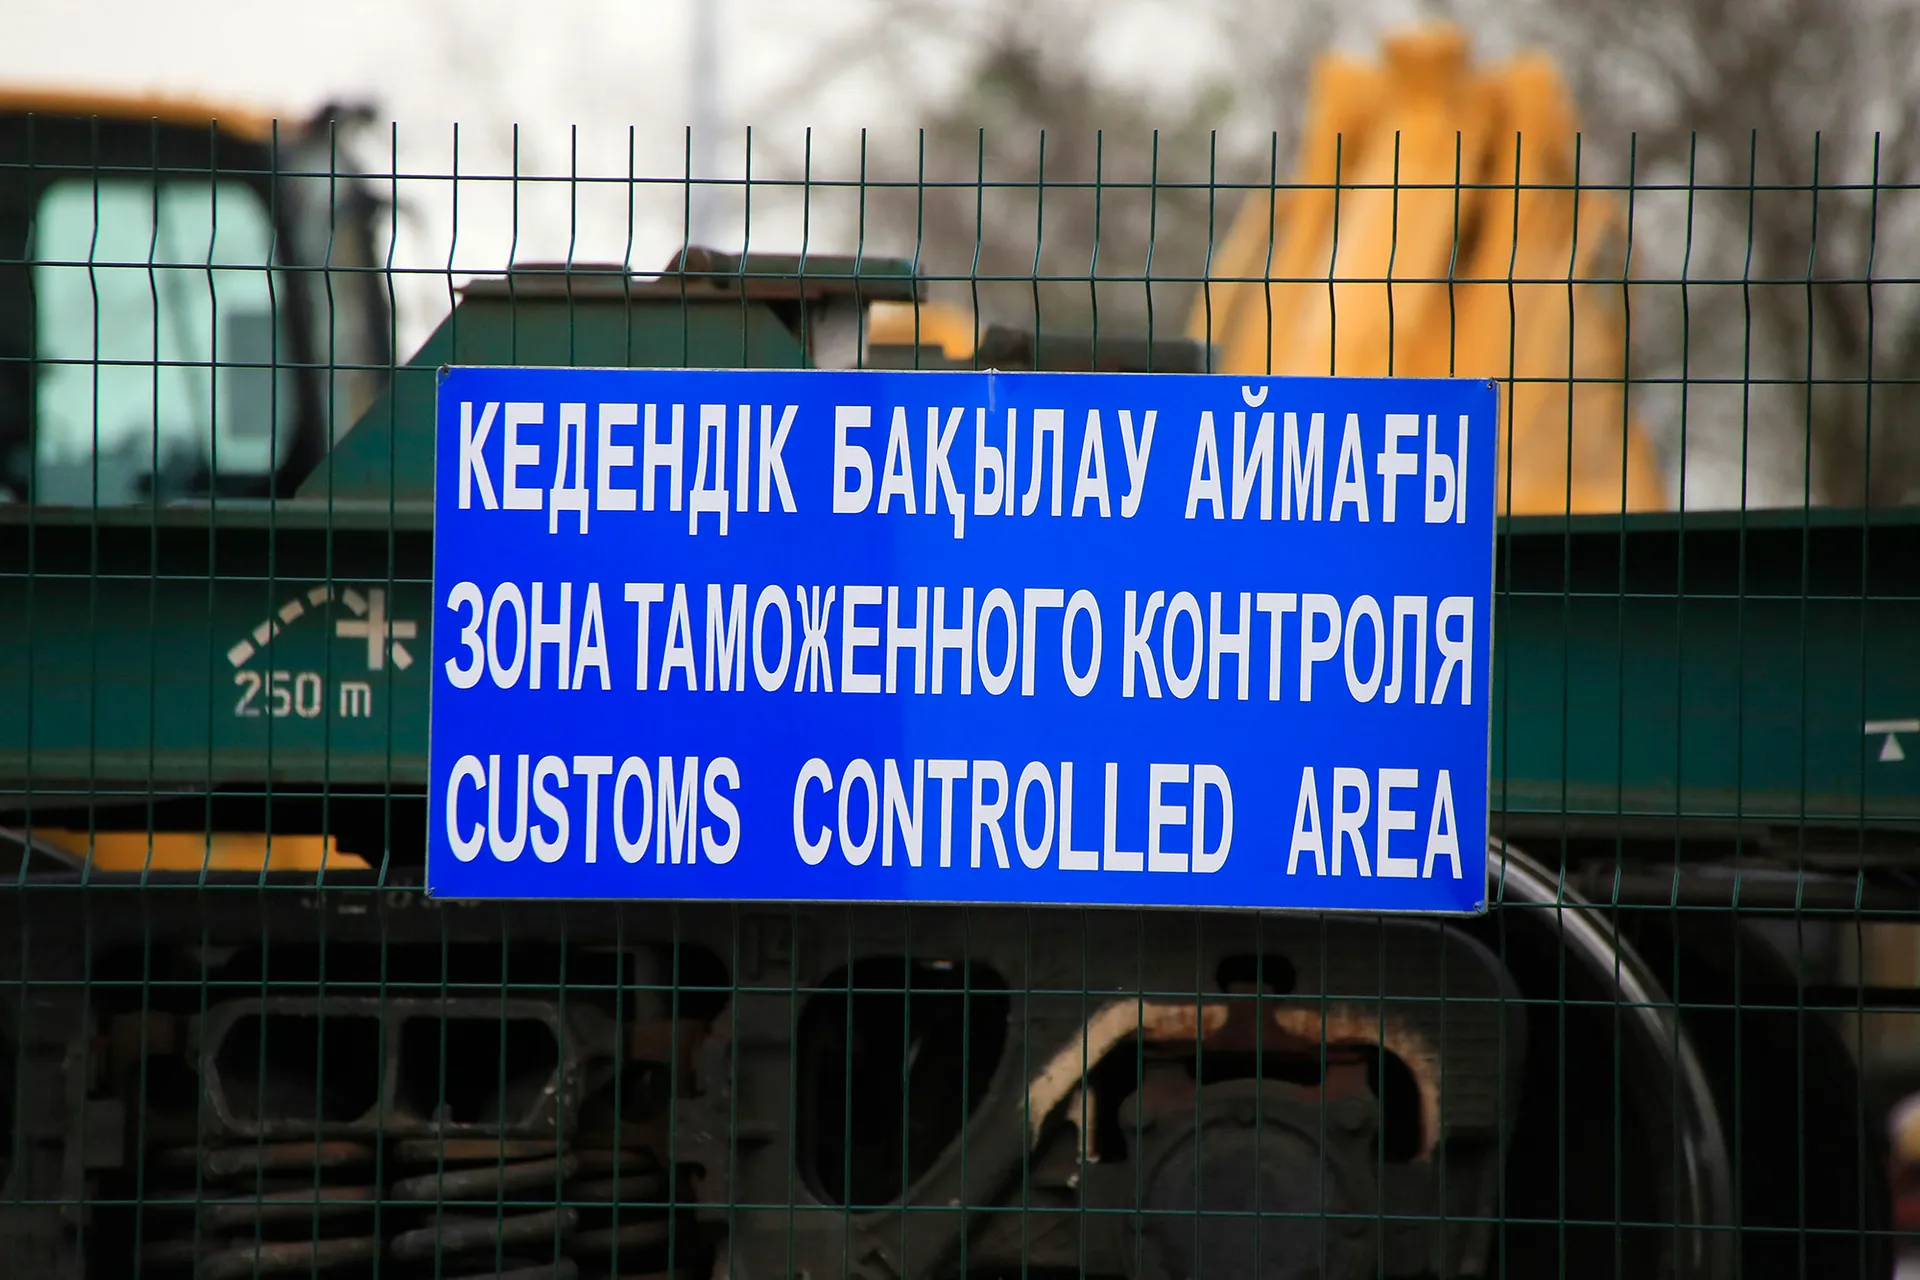 КЕДЕНДІК БАҚЫЛАУ АЙМАҒЫ
ЗОНА ТАМОЖЕННОГО КОНТРОЛЯ
CUSTOMS CONTROLLED AREA
250 m